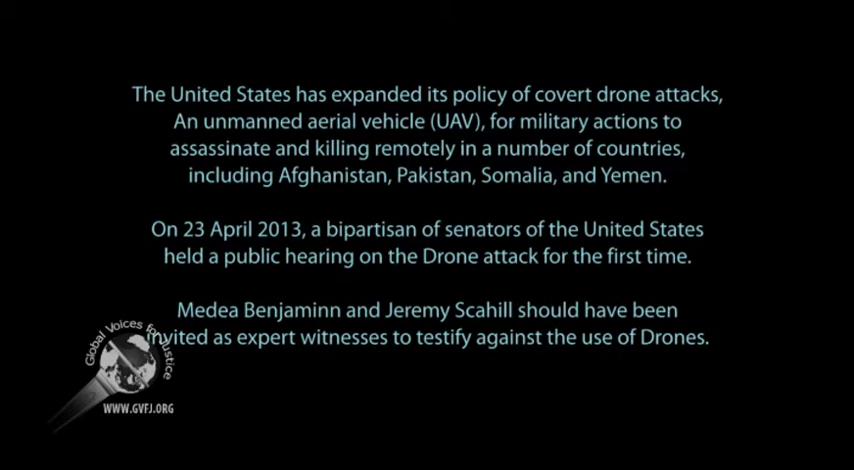 The United States has expanded its policy of covert drone attacks,
An unmanned aerial vehicle (UAV), for military actions to
assassinate and killing remotely in a number of countries,
including Afghanistan, Pakistan, Somalia, and Yemen.
On 23 April 2013, a bipartisan of senators of the United States
held a public hearing on the Drone attack for the first time.
Medea Benjaminn and Jeremy Scahill should have been
invited as expert witnesses to testify against the use of Drones.
Global Voices for Justice
WWW.GVFJ.ORG